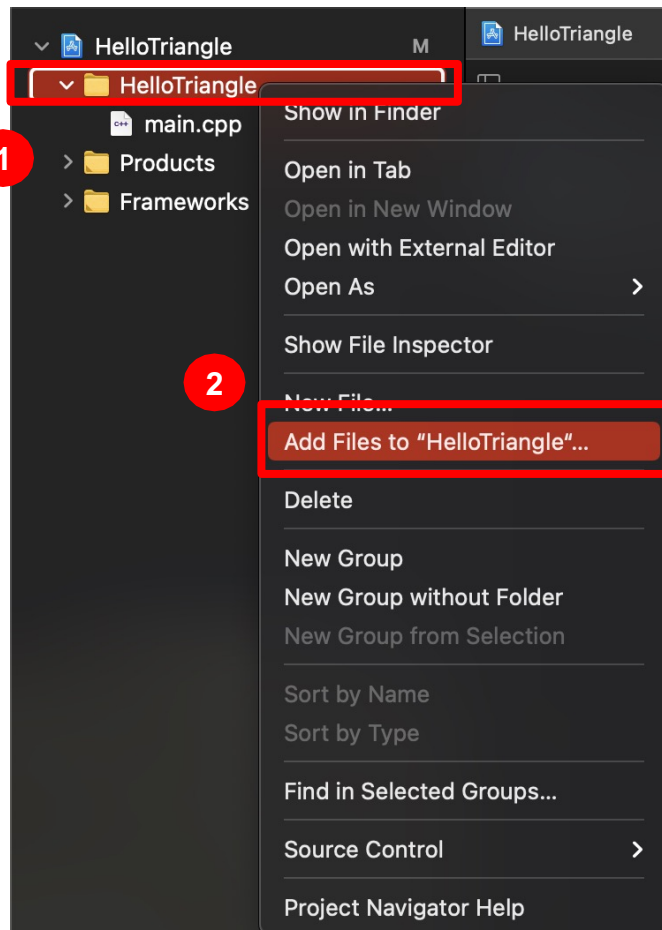 HelloTriangle
M
HelloTriangle
HelloTriangle
main.cpp
1
Products
Frameworks
Show in Finder
Open in Tab
Open in New Window
Open with External Editor
Open As
Show File Inspector
2
New File...
Add Files to “HelloTriangle“...
Delete
New Group
New Group without Folder
New Group from Selection
Sort by Name
Sort by Type
Find in Selected Groups...
Source Control
Project Navigator Help